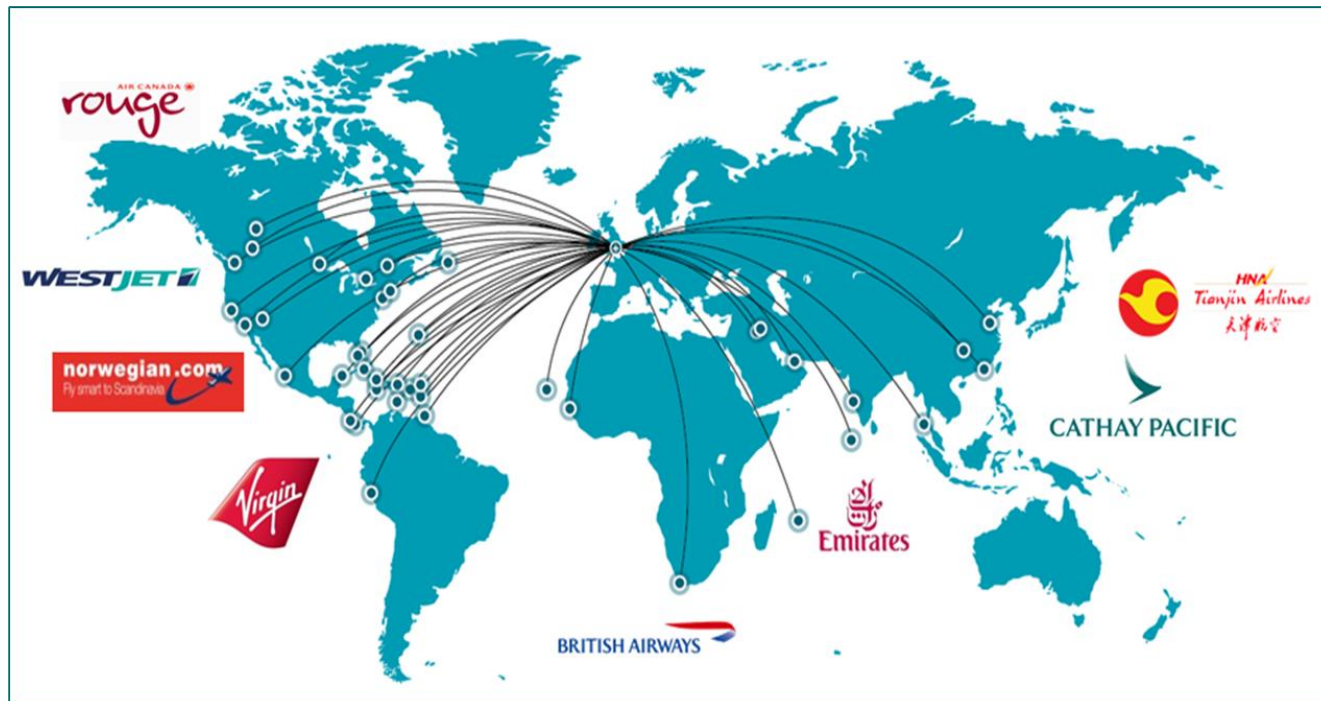 AIR CANADA
rouge
WESTJET
norwegian.com
Fly smart to Scandinavia
Virgin
BRITISH AIRWAYS
Emirates
HNA
Tianjin Airlines
天津航空
CATHAY PACIFIC